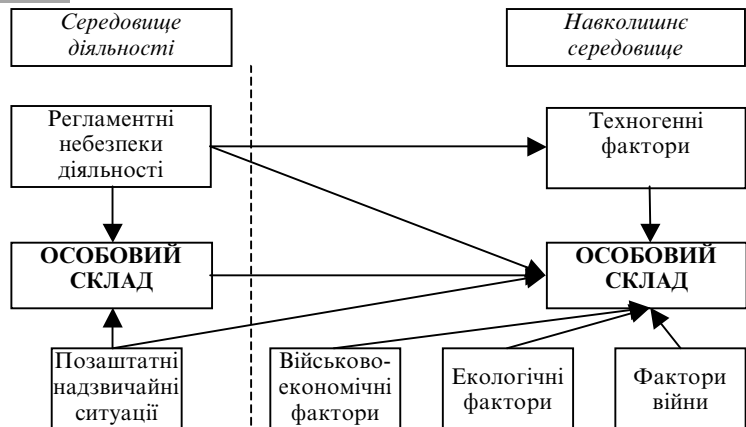 Середовище
діяльності
Навколишнє
середовище
Регламентні
небезпеки
діяльності
Техногенні
фактори
ОСОБОВИЙ
СКЛАД
ОСОБОВИЙ
СКЛАД
Позаштатні
надзвичайні
ситуації
Військово-
економічні
фактори
Екологічні
фактори
Фактори
війни